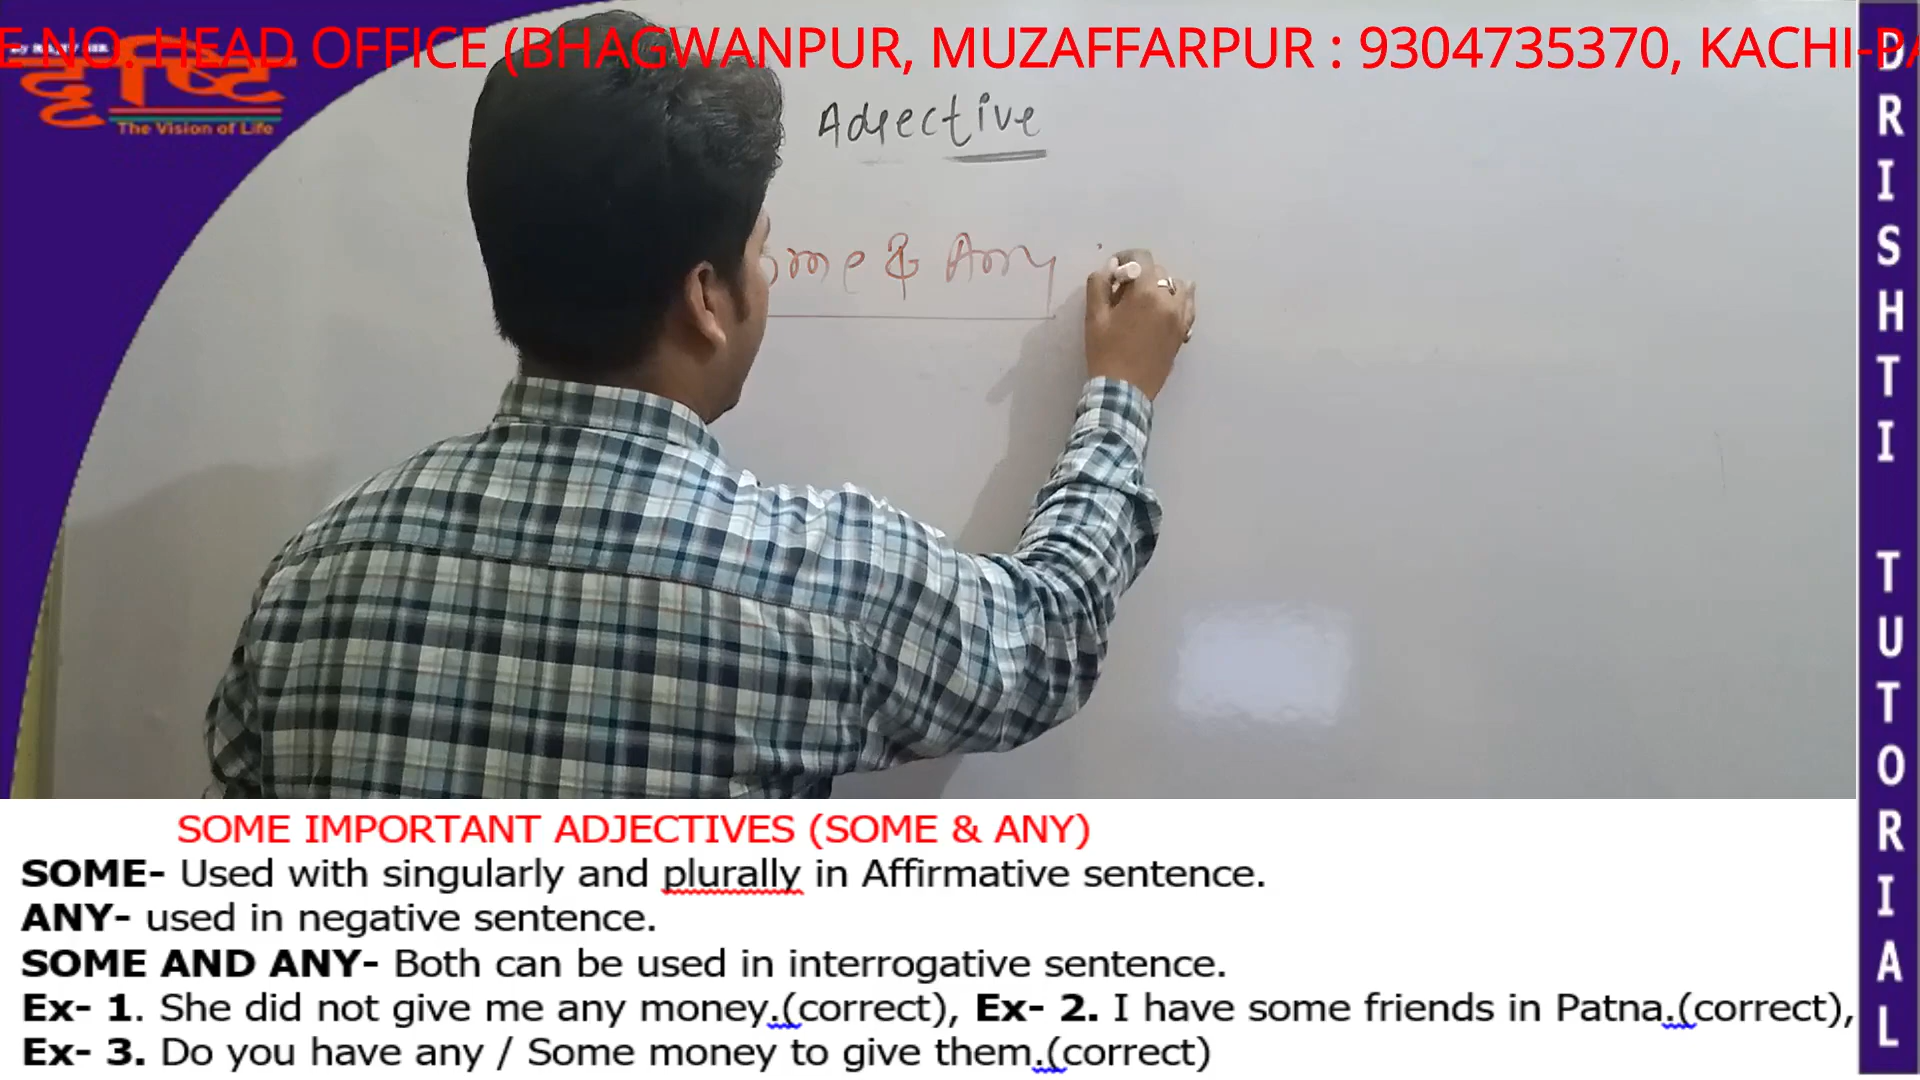 E NO. HEAD OFFICE (BHAGWANPUR, MUZAFFARPUR : 9304735370, KACHI-PA
दृष्टि
The Vision of Life
Adjective
ome & Any
SOME IMPORTANT ADJECTIVES (SOME & ANY)
SOME- Used with singularly and plurally in Affirmative sentence.
ANY- used in negative sentence.
SOME AND ANY- Both can be used in interrogative sentence.
Ex- 1. She did not give me any money.(correct), Ex- 2. I have some friends in Patna.(correct),
Ex- 3. Do you have any / Some money to give them.(correct)
DRISHTI TUTORIAL